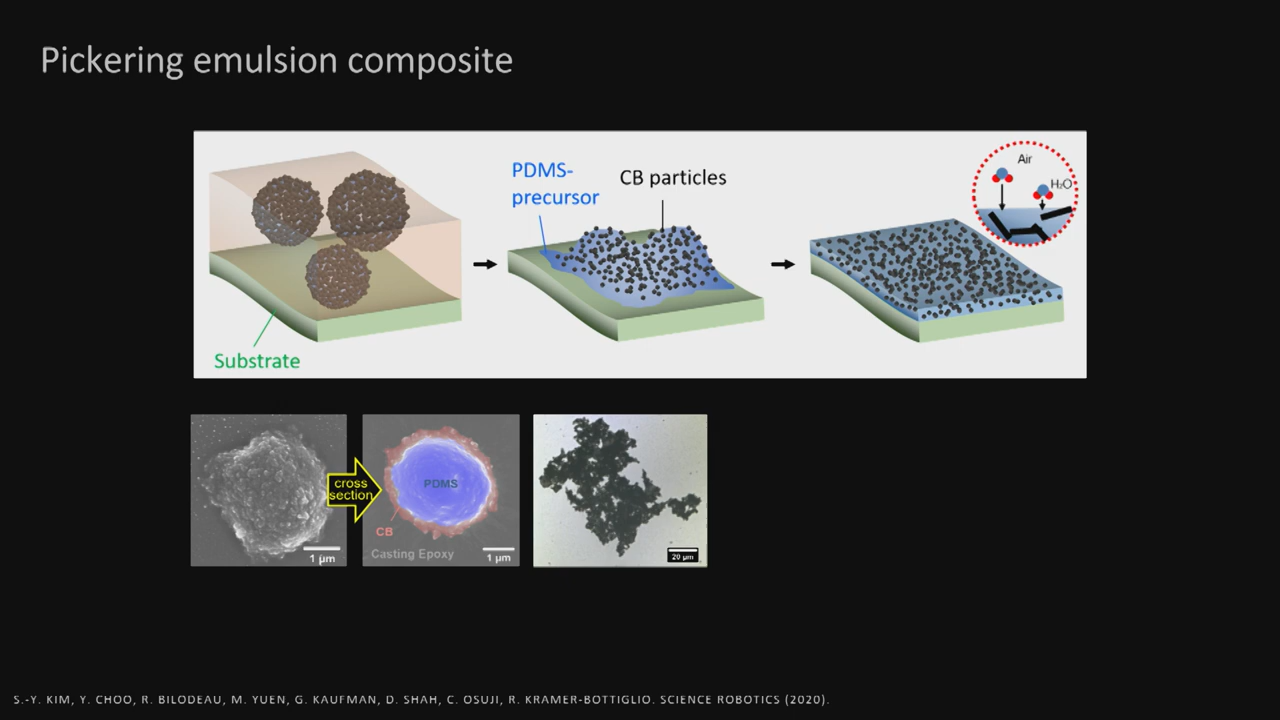 Pickering emulsion composite
PDMS-
precursor
CB particles
Air
H₂O
Substrate
cross
section
1 μm
PDMS
CB
Casting Epoxy
1 μm
20 μm
S.-Y. KIM, Y. CHOO, R. BILODEAU, M. YUEN, G. KAUFMAN, D. SHAH, C. OSUJI, R. KRAMER-BOTTIGLIO. SCIENCE ROBOTICS (2020).